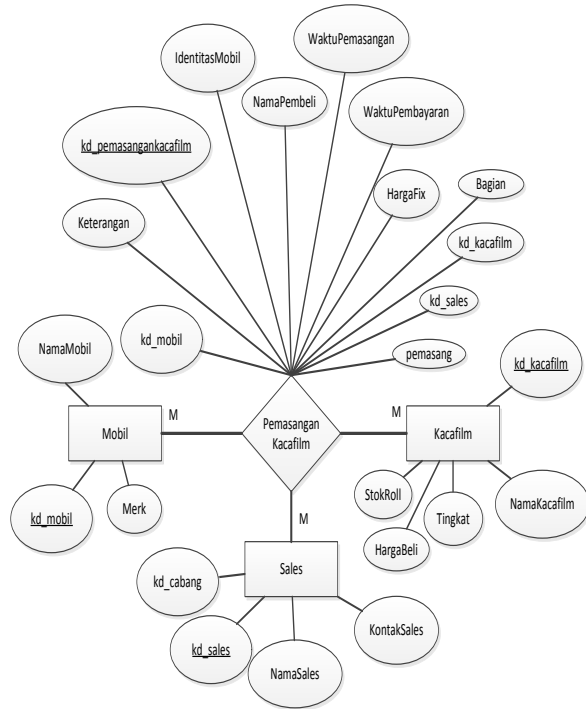 WaktuPemasangan
IdentitasMobil
NamaPembeli
WaktuPembayaran
kd_pemasangankacafilm
HargaFix
Bagian
Keterangan
kd_kacafilm
kd_sales
kd_mobil
pemasang
NamaMobil
kd_kacafilm
M
M
Mobil
Pemasangan
Kacafilm
Kacafilm
StokRoll
NamaKacafilm
Tingkat
kd_mobil
Merk
M
HargaBeli
Sales
kd_cabang
KontakSales
kd_sales
NamaSales